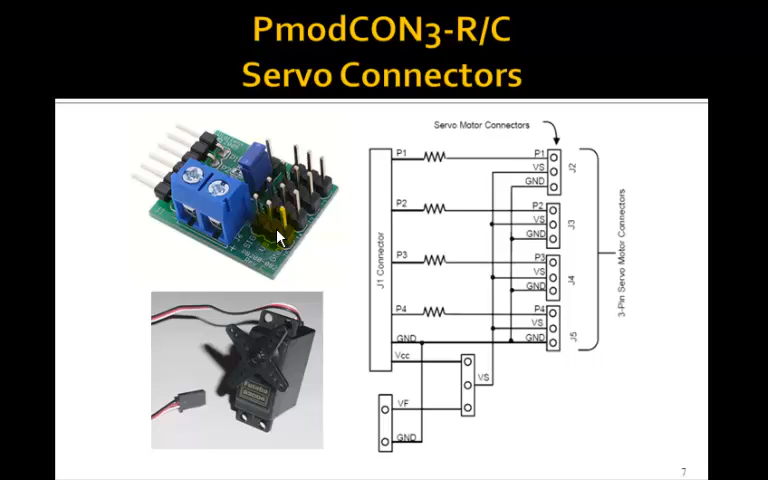 PmodCON3-R/C
Servo Connectors
Servo Motor Connectors
P1
P1
VS
GND
J2
P2
P2
VS
GND
J3
J1 Connector
P3
P3
VS
GND
J4
P4
P4
VS
GND
J5
3-Pin Servo Motor Connectors
GND
Vcc
VS
VF
GND
Futaba
7